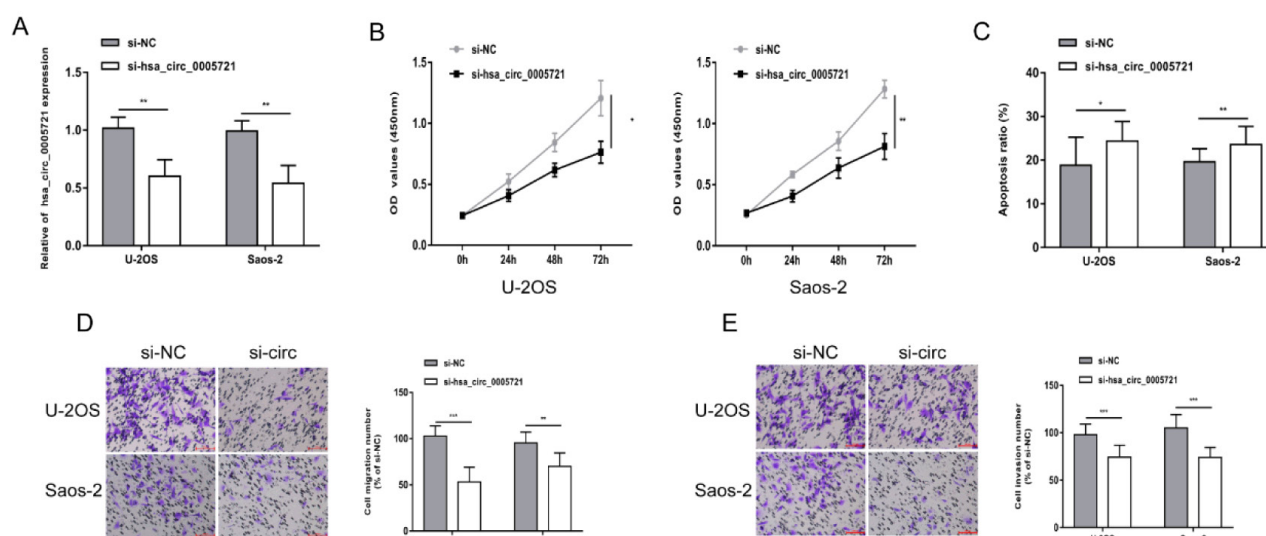 A
si-NC
si-hsa_circ_0005721
Relative of hsa_circ_0005721 expression
1.5
1.0
0.5
0.0
**
**
U-2OS
Saos-2
B
si-NC
si-hsa_circ_0005721
OD values (450nm)
1.5
1.0
0.5
0.0
*
0h
24h
48h
72h
U-2OS
si-NC
si-hsa_circ_0005721
OD values (450nm)
1.5
1.0
0.5
0.0
**
0h
24h
48h
72h
Saos-2
C
si-NC
si-hsa_circ_0005721
Apoptosis ratio (%)
40
30
20
10
0
*
**
U-2OS
Saos-2
D
si-NC
si-circ
U-2OS
Saos-2
si-NC
si-hsa_circ_0005721
Cell migration number
(% of si-NC)
150
100
50
0
***
**
E
si-NC
si-circ
U-2OS
Saos-2
si-NC
si-hsa_circ_0005721
Cell invasion number
(% of si-NC)
150
100
50
0
***
***
U-2OS
Saos-2